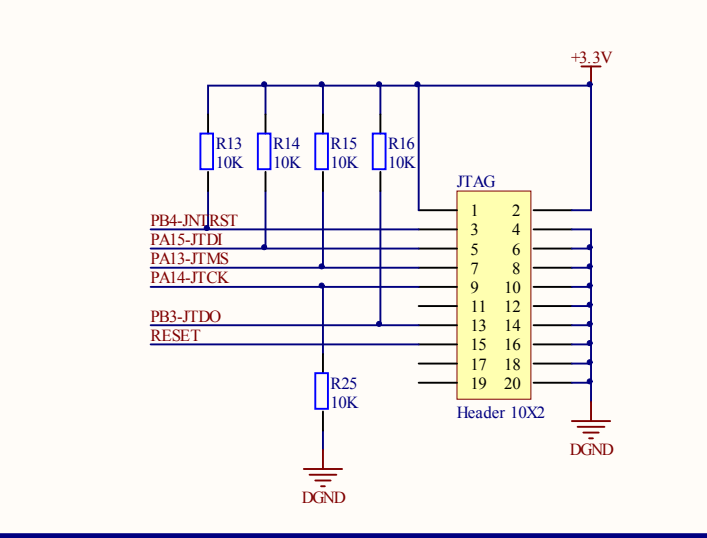 +3.3V
R13 R14 R15 R16
10K 10K 10K 10K
JTAG
PB4-JNTRST
PA15-JTDI
PA13-JTMS
PA14-JTCK
PB3-JTDO
RESET
1 2
3 4
5 6
7 8
9 10
11 12
13 14
15 16
17 18
19 20
R25
10K
Header 10X2
DGND
DGND